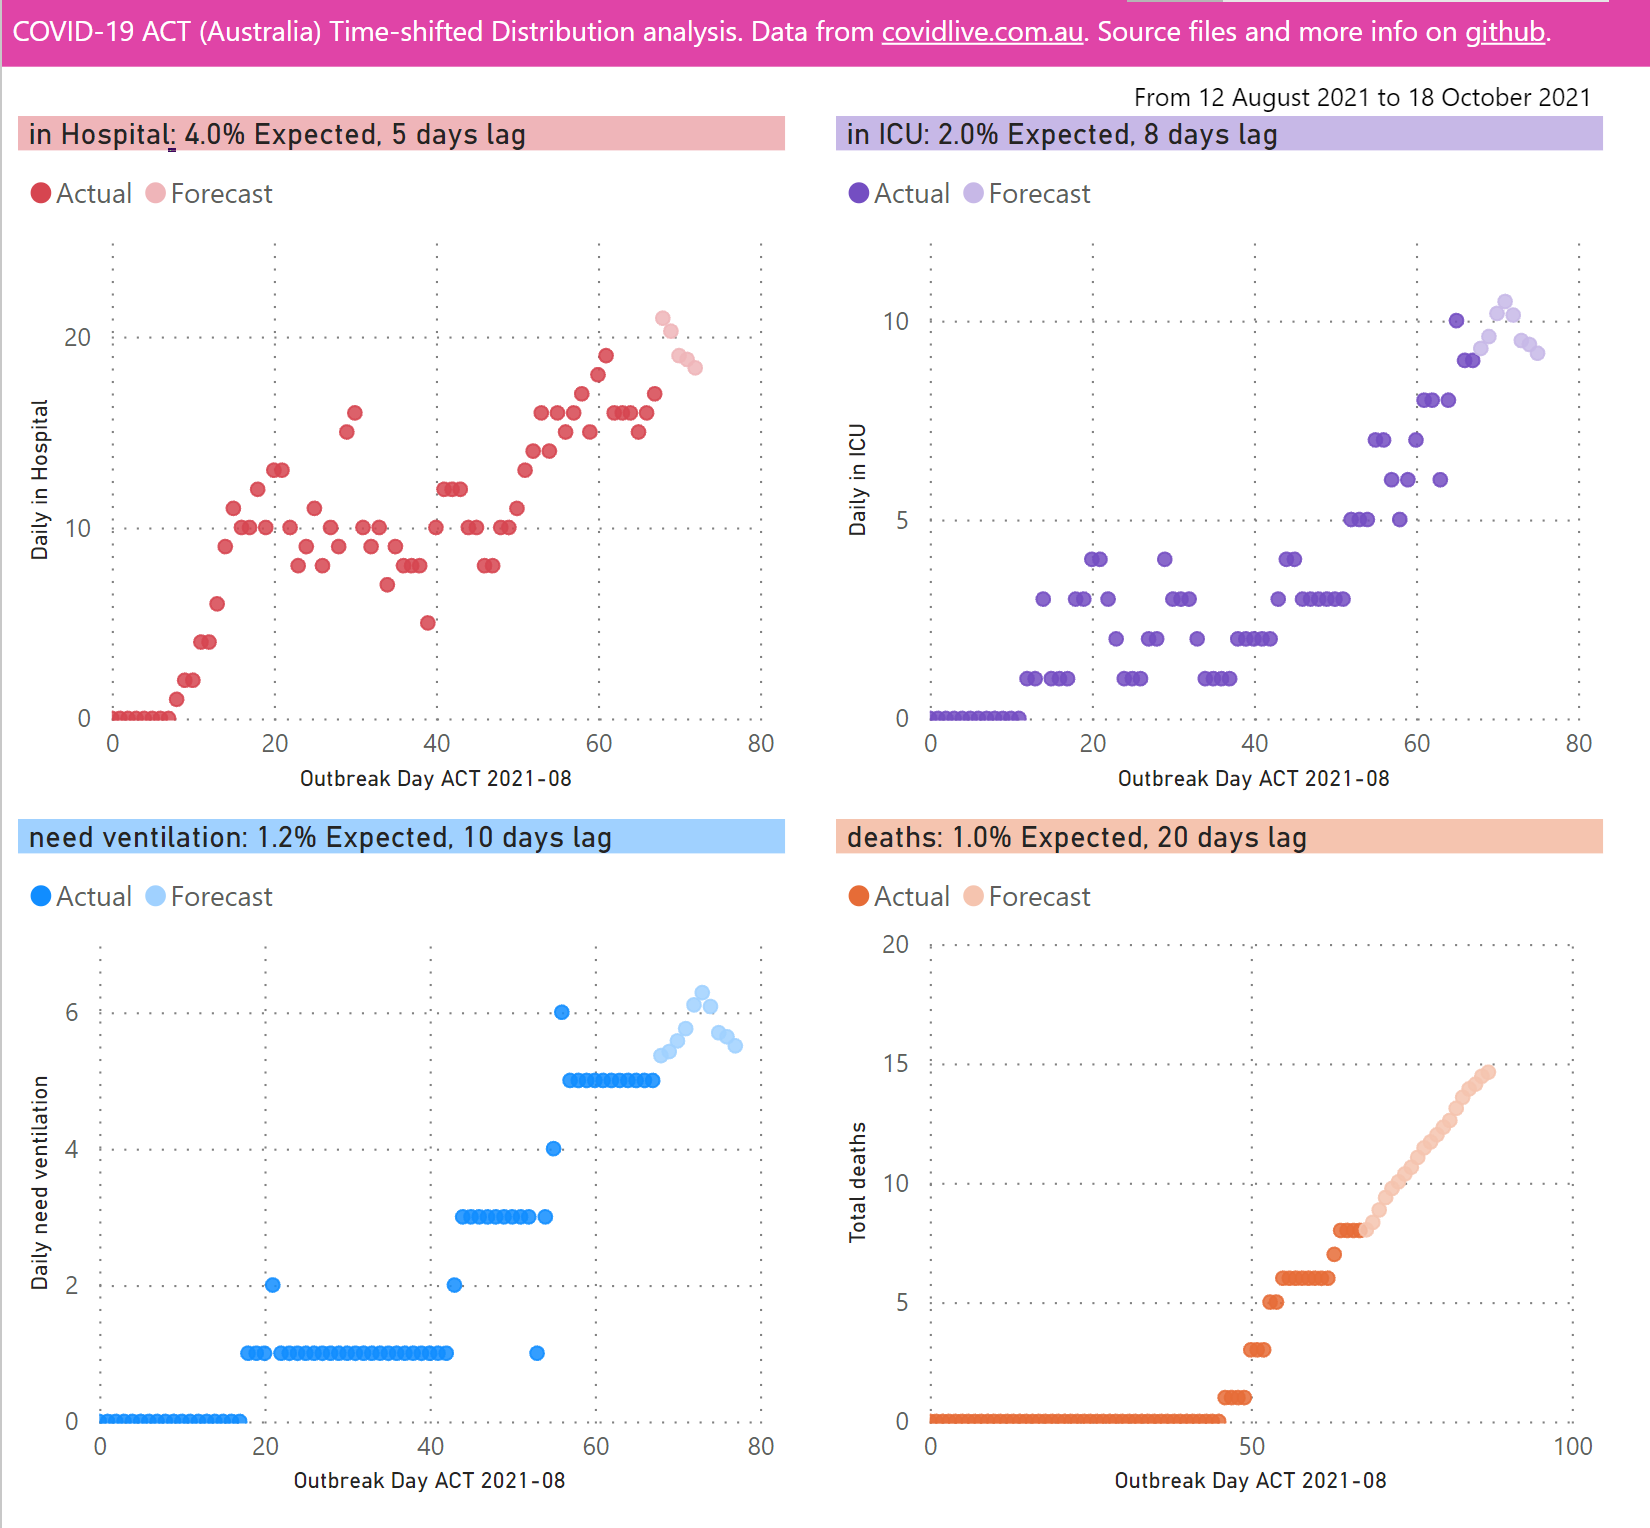 COVID-19 ACT (Australia) Time-shifted Distribution analysis. Data from covidlive.com.au. Source files and more info on github.
From 12 August 2021 to 18 October 2021
in Hospital: 4.0% Expected, 5 days lag
Actual Forecast
Daily in Hospital
20
10
0
0 20 40 60 80
Outbreak Day ACT 2021-08
in ICU: 2.0% Expected, 8 days lag
Actual Forecast
Daily in ICU
10
5
0
0 20 40 60 80
Outbreak Day ACT 2021-08
need ventilation: 1.2% Expected, 10 days lag
Actual Forecast
Daily need ventilation
6
4
2
0
0 20 40 60 80
Outbreak Day ACT 2021-08
deaths: 1.0% Expected, 20 days lag
Actual Forecast
Total deaths
20
15
10
5
0
0 50 100
Outbreak Day ACT 2021-08